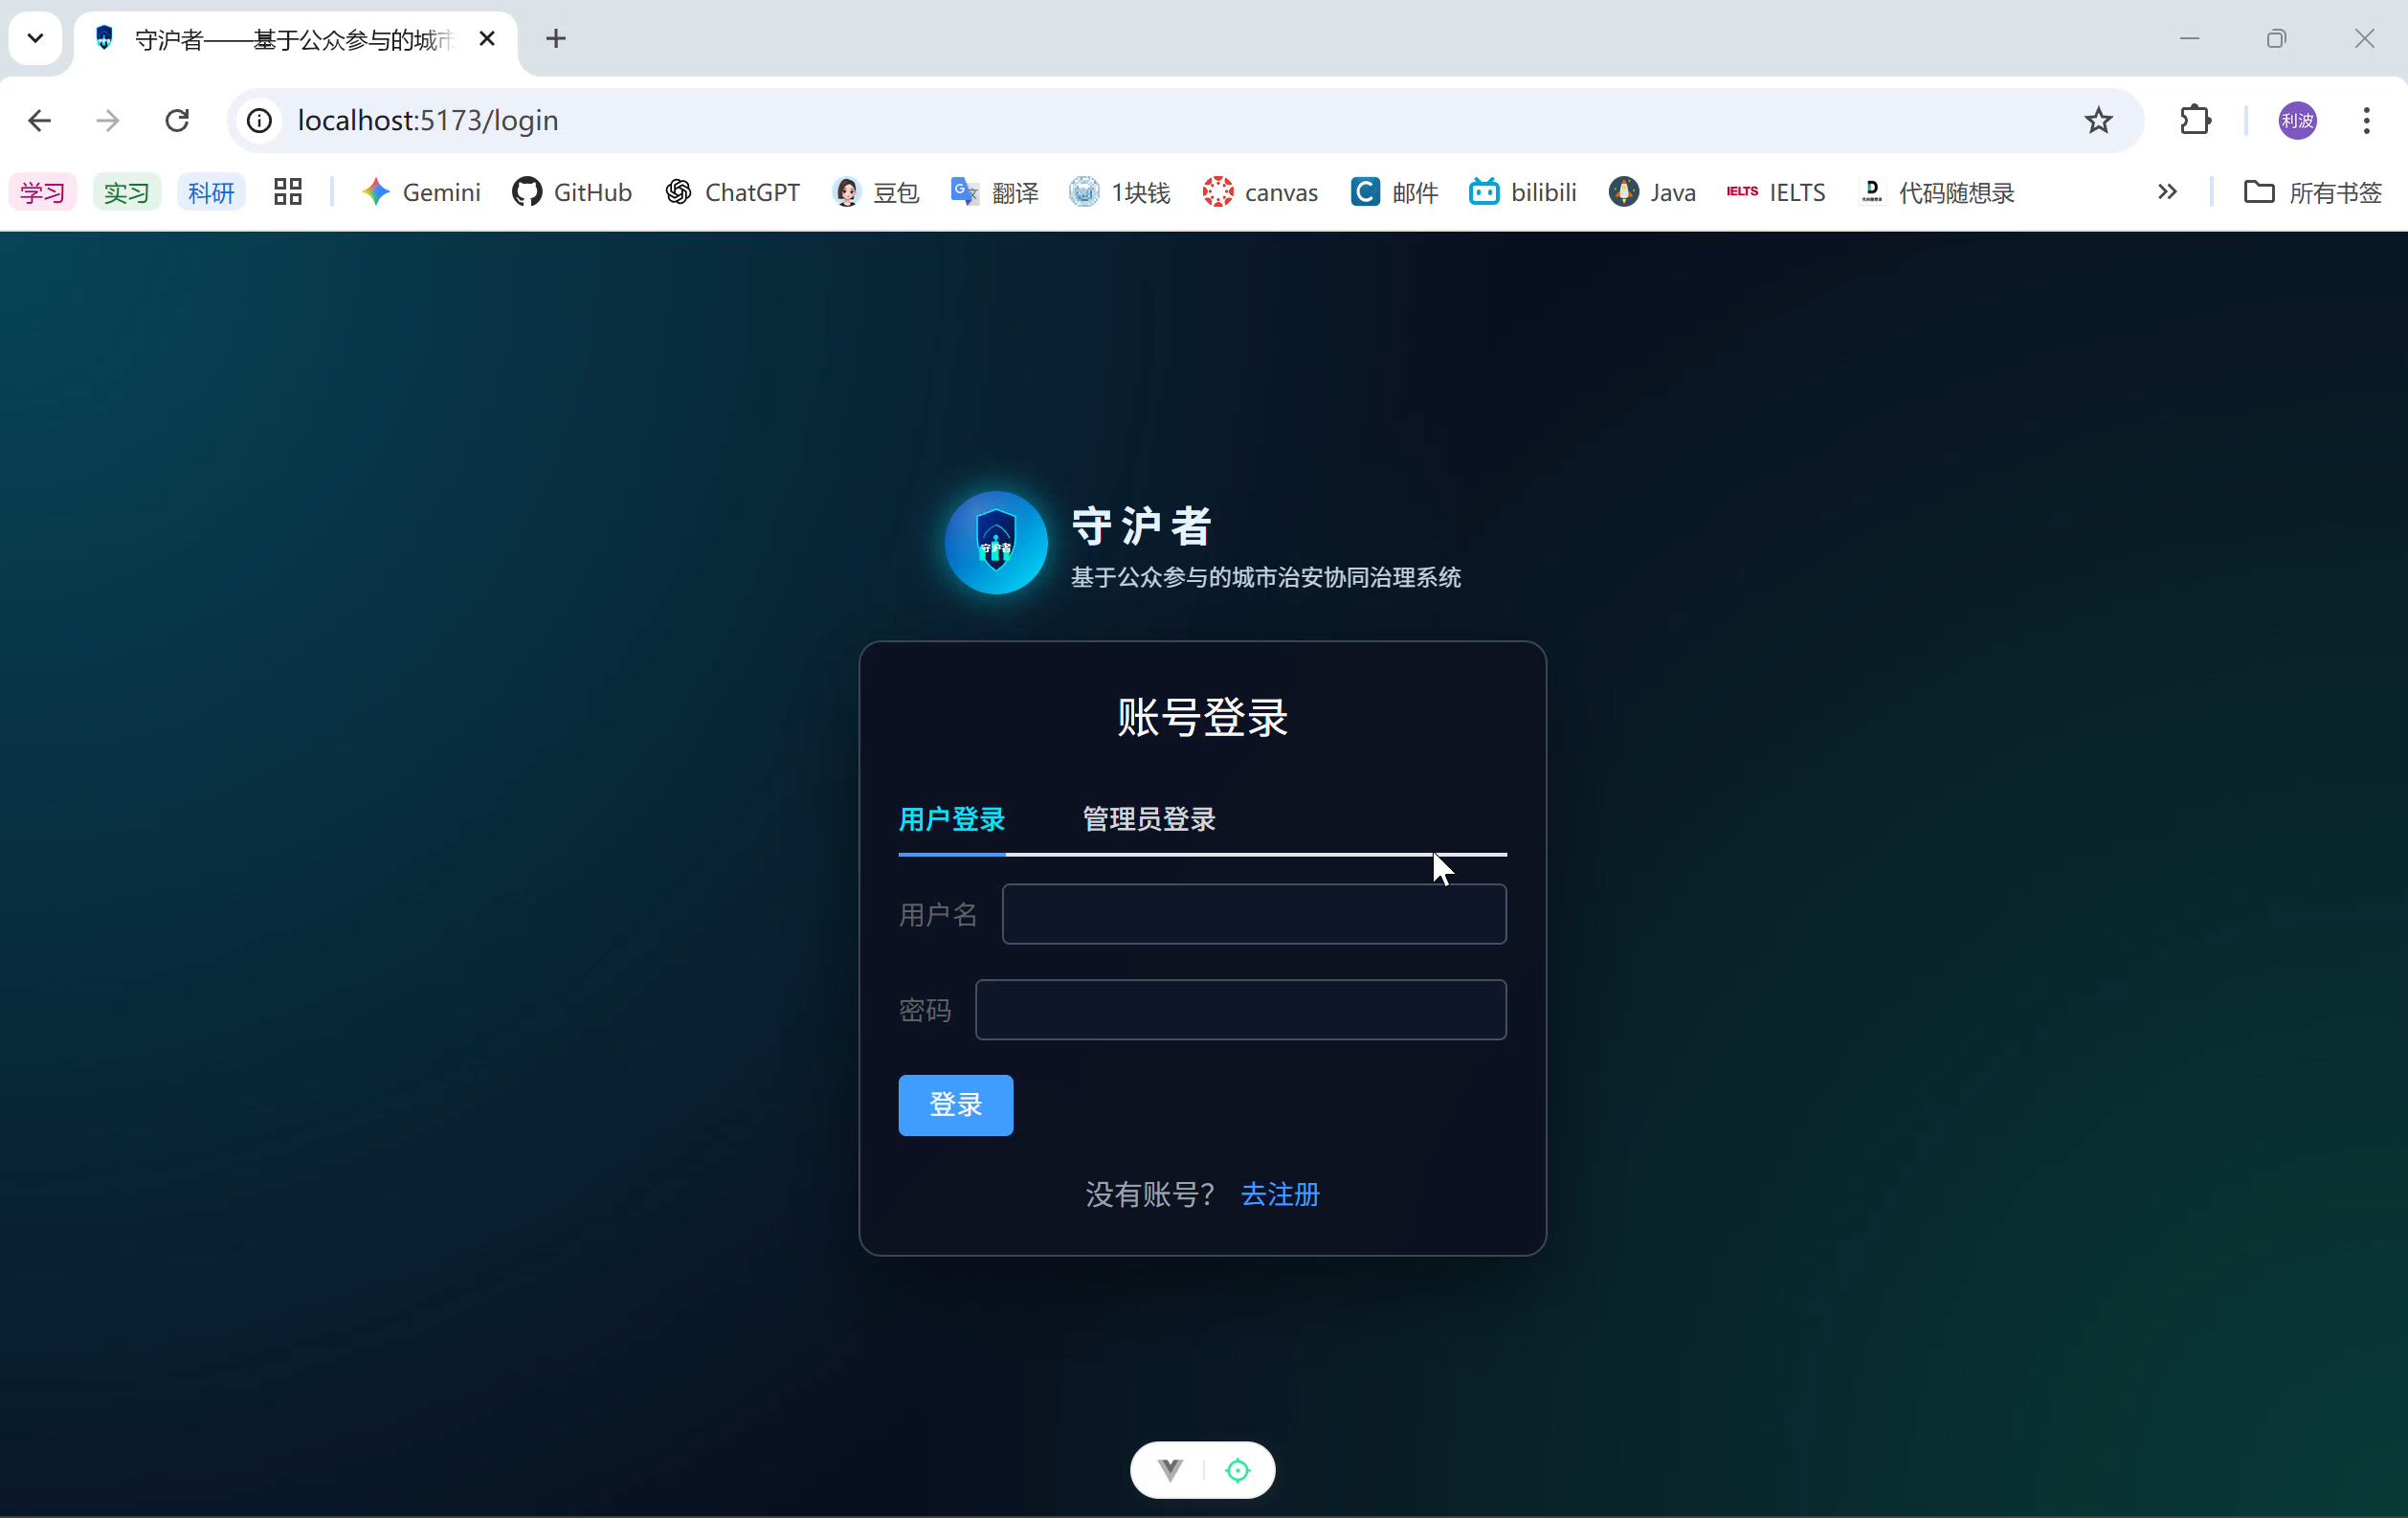 守沪者——基于公众参与的城市
localhost:5173/login
利波
学习 实习 科研 Gemini GitHub ChatGPT 豆包 翻译 1块钱 canvas 邮件 bilibili Java IELTS IELTS 代码随想录 所有书签
守沪者
守沪者
基于公众参与的城市治安协同治理系统
账号登录
用户登录 管理员登录
用户名
密码
登录
没有账号？ 去注册